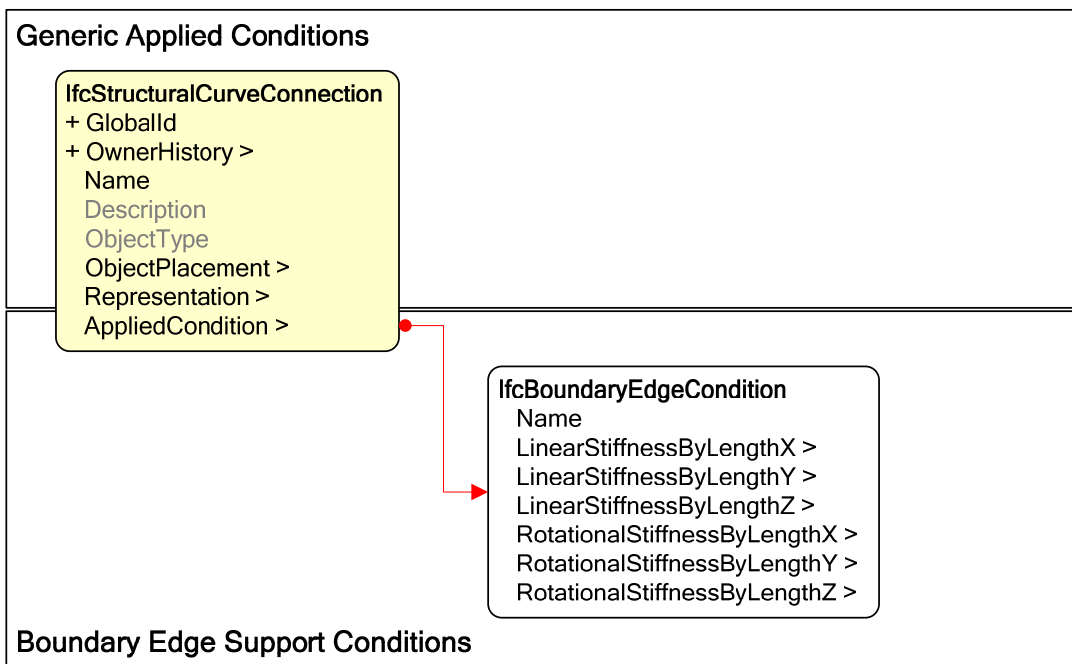 Generic Applied Conditions
IfcStructuralCurveConnection
+ GlobalId
+ OwnerHistory >
Name
Description
ObjectType
ObjectPlacement >
Representation >
AppliedCondition >
IfcBoundaryEdgeCondition
Name
LinearStiffnessByLengthX >
LinearStiffnessByLengthY >
LinearStiffnessByLengthZ >
RotationalStiffnessByLengthX >
RotationalStiffnessByLengthY >
RotationalStiffnessByLengthZ >
Boundary Edge Support Conditions